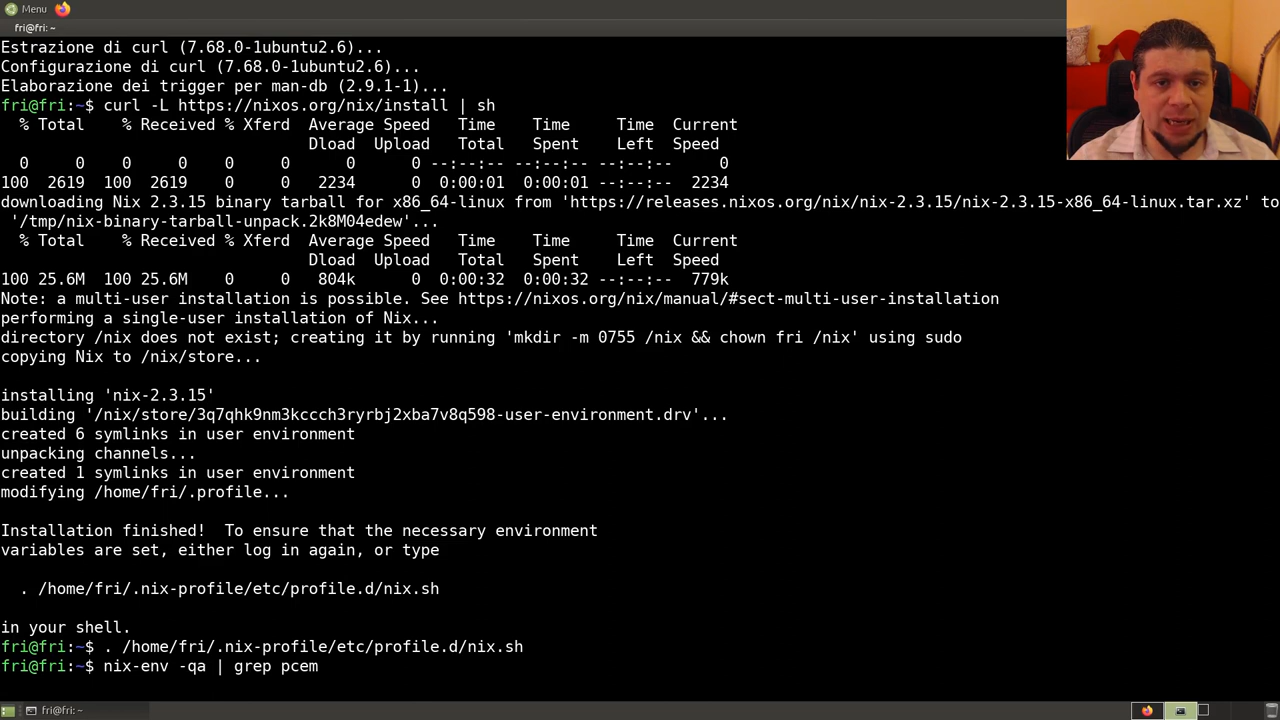 Menu
fri@fri: ~
Estrazione di curl (7.68.0-1ubuntu2.6)...
Configurazione di curl (7.68.0-1ubuntu2.6)...
Elaborazione dei trigger per man-db (2.9.1-1)...
fri@fri:~$ curl -L https://nixos.org/nix/install | sh
% Total % Received % Xferd Average Speed Time Time Time Current
Dload Upload Total Spent Left Speed
0 0 0 0 0 0 0 0 --:--:-- --:--:-- --:--:-- 0
100 2619 100 2619 0 0 2234 0 0:00:01 0:00:01 --:--:-- 2234
downloading Nix 2.3.15 binary tarball for x86_64-linux from 'https://releases.nixos.org/nix/nix-2.3.15/nix-2.3.15-x86_64-linux.tar.xz' to
'/tmp/nix-binary-tarball-unpack.2k8M04edew'...
% Total % Received % Xferd Average Speed Time Time Time Current
Dload Upload Total Spent Left Speed
100 25.6M 100 25.6M 0 0 804k 0 0:00:32 0:00:32 --:--:-- 779k
Note: a multi-user installation is possible. See https://nixos.org/nix/manual/#sect-multi-user-installation
performing a single-user installation of Nix...
directory /nix does not exist; creating it by running 'mkdir -m 0755 /nix && chown fri /nix' using sudo
copying Nix to /nix/store...
installing 'nix-2.3.15'
building '/nix/store/3q7qhk9nm3kccch3ryrbj2xba7v8q598-user-environment.drv'...
created 6 symlinks in user environment
unpacking channels...
created 1 symlinks in user environment
modifying /home/fri/.profile...
Installation finished! To ensure that the necessary environment
variables are set, either log in again, or type
. /home/fri/.nix-profile/etc/profile.d/nix.sh
in your shell.
fri@fri:~$ . /home/fri/.nix-profile/etc/profile.d/nix.sh
fri@fri:~$ nix-env -qa | grep pcem
fri@fri: ~